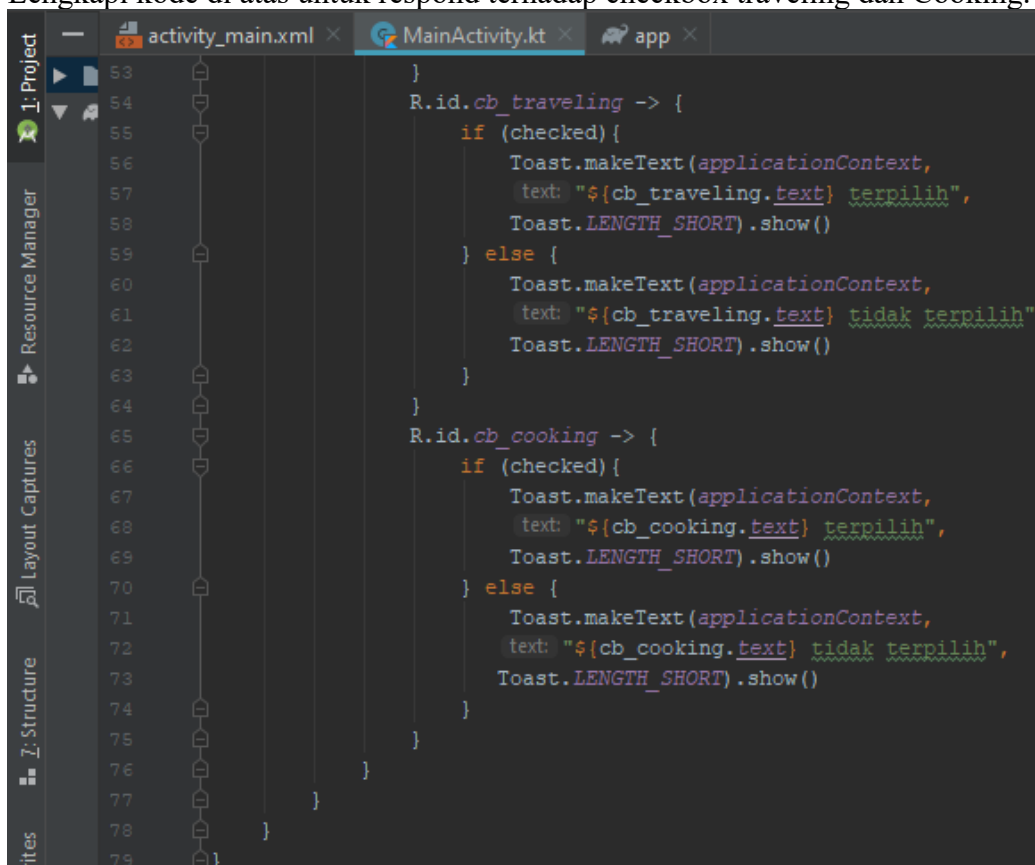 Lengkapi kode di atas untuk respond terhadap checkbox traveling dan Cooking.
activity_main.xml × MainActivity.kt × app ×
1: Project
Resource Manager
Layout Captures
7: Structure
ites
53 }
54 R.id.cb_traveling -> {
55 if (checked){
56 Toast.makeText(applicationContext,
57 text: "${cb_traveling.text} terpilih",
58 Toast.LENGTH_SHORT).show()
59 } else {
60 Toast.makeText(applicationContext,
61 text: "${cb_traveling.text} tidak terpilih"
62 Toast.LENGTH_SHORT).show()
63 }
64 }
65 R.id.cb_cooking -> {
66 if (checked){
67 Toast.makeText(applicationContext,
68 text: "${cb_cooking.text} terpilih",
69 Toast.LENGTH_SHORT).show()
70 } else {
71 Toast.makeText(applicationContext,
72 text: "${cb_cooking.text} tidak terpilih",
73 Toast.LENGTH_SHORT).show()
74 }
75 }
76 }
77 }
78 }
79 }